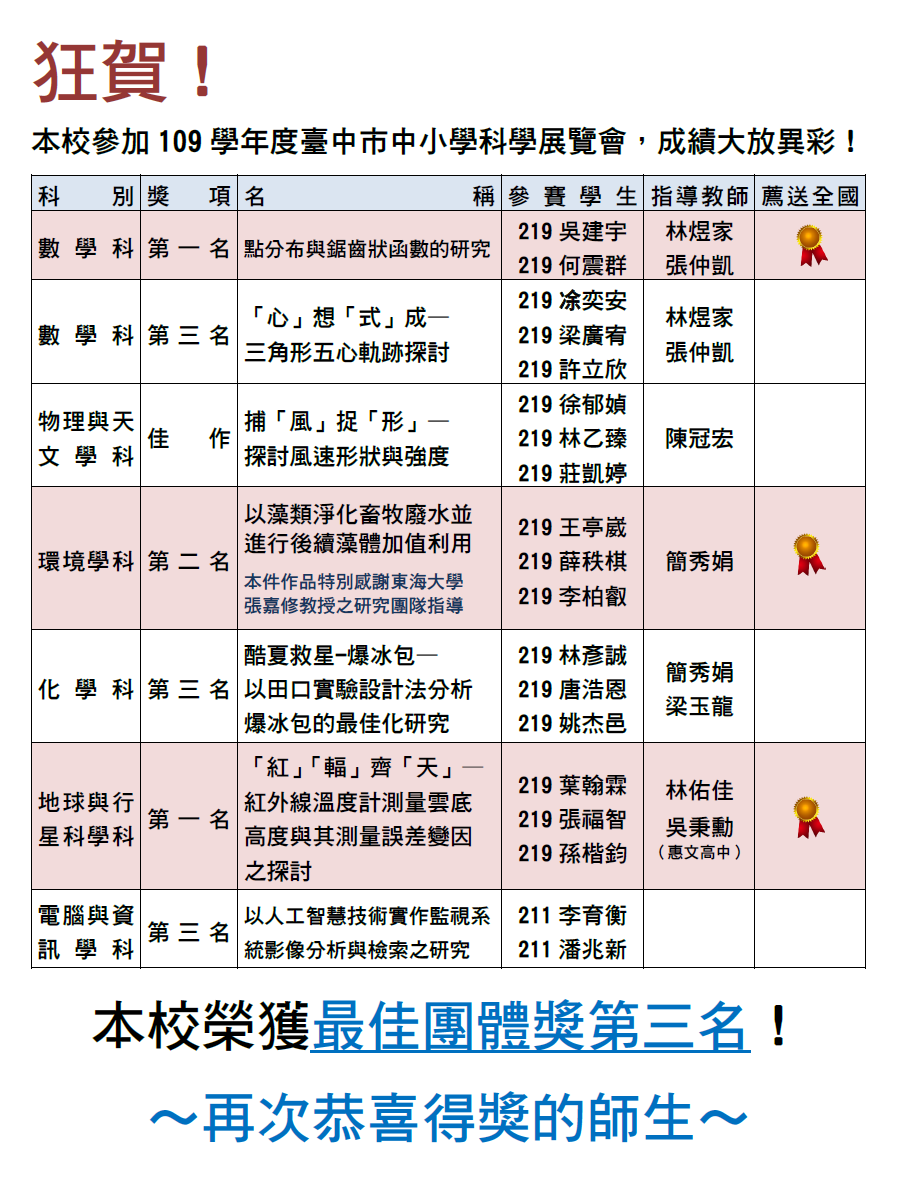 狂賀！
本校參加 109 學年度臺中市中小學科學展覽會，成績大放異彩！
科別 獎項 名稱 參賽學生 指導教師 薦送全國
數學科 第一名 點分布與鋸齒狀函數的研究
219 吳建宇
219 何震群
林煜家
張仲凱
數學科 第三名
「心」想「式」成─
三角形五心軌跡探討
219 凃奕安
219 梁廣宥
219 許立欣
林煜家
張仲凱
物理與天
文學科
佳作
捕「風」捉「形」─
探討風速形狀與強度
219 徐郁媜
219 林乙臻
219 莊凱婷
陳冠宏
環境學科 第二名
以藻類淨化畜牧廢水並
進行後續藻體加值利用
本件作品特別感謝東海大學
張嘉修教授之研究團隊指導
219 王亭崴
219 薛秩棋
219 李柏叡
簡秀娟
化學科 第三名
酷夏救星-爆冰包─
以田口實驗設計法分析
爆冰包的最佳化研究
219 林彥誠
219 唐浩恩
219 姚杰邑
簡秀娟
梁玉龍
地球與行
星科學科
第一名
「紅」「輻」齊「天」─
紅外線溫度計測量雲底
高度與其測量誤差變因
之探討
219 葉翰霖
219 張福智
219 孫楷鈞
林佑佳
吳秉勳
（惠文高中）
電腦與資
訊學科
第三名
以人工智慧技術實作監視系
統影像分析與檢索之研究
211 李育衡
211 潘兆新
本校榮獲最佳團體獎第三名！
～再次恭喜得獎的師生～